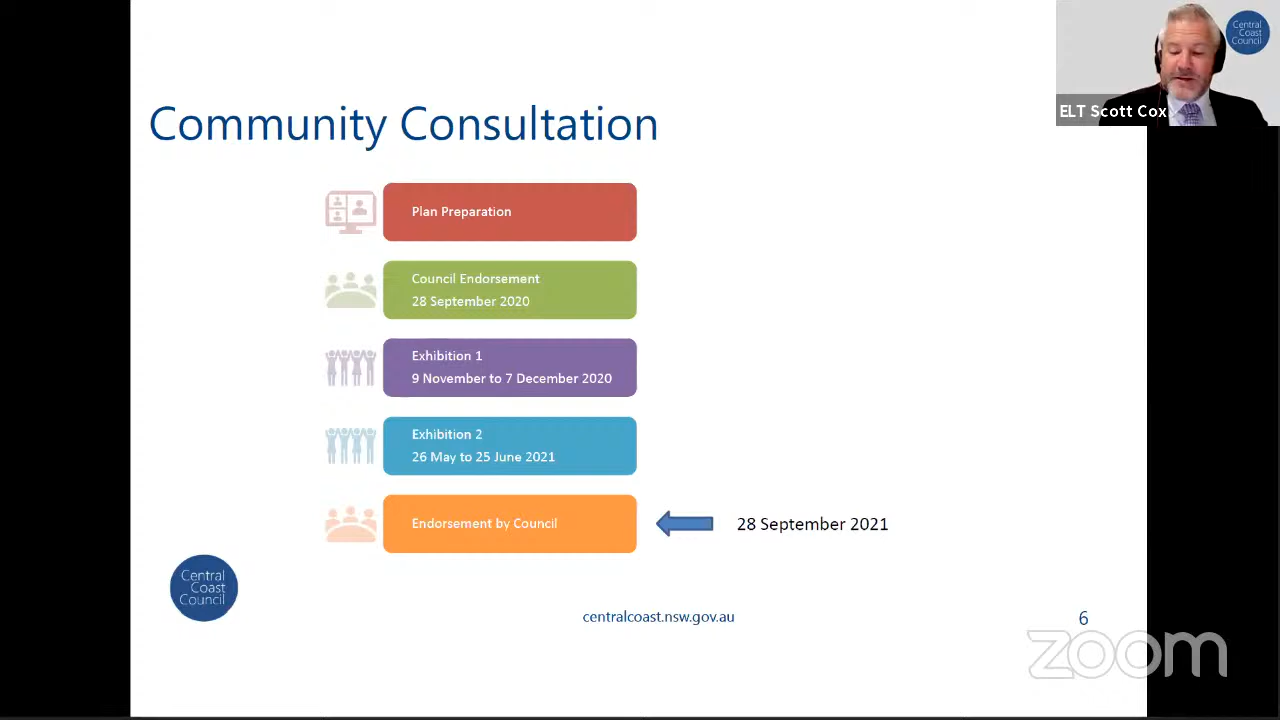 Central
Coast
Council
ELT Scott Cox
Community Consultation
Plan Preparation
Council Endorsement
28 September 2020
Exhibition 1
9 November to 7 December 2020
Exhibition 2
26 May to 25 June 2021
Endorsement by Council
28 September 2021
Central
Coast
Council
centralcoast.nsw.gov.au
6
zoom